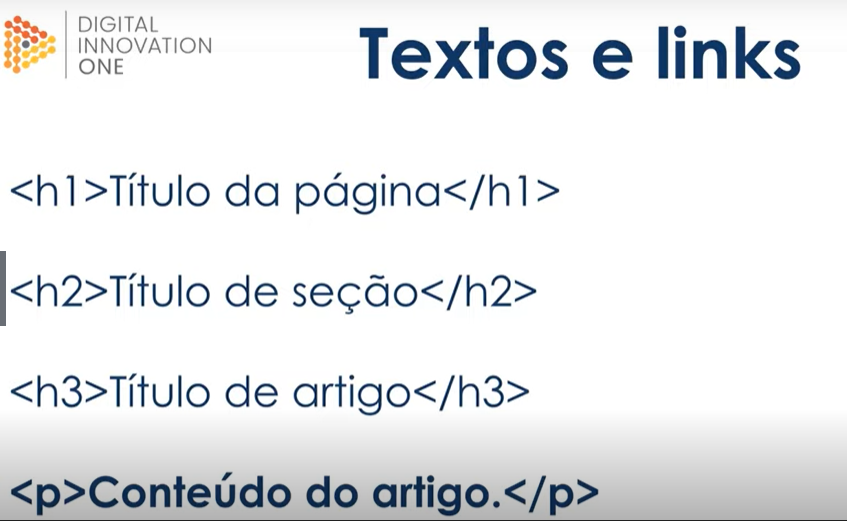 DIGITAL
INNOVATION
ONE
Textos e links
<h1>Título da página</h1>
<h2>Título de seção</h2>
<h3>Título de artigo</h3>
<p>Conteúdo do artigo.</p>